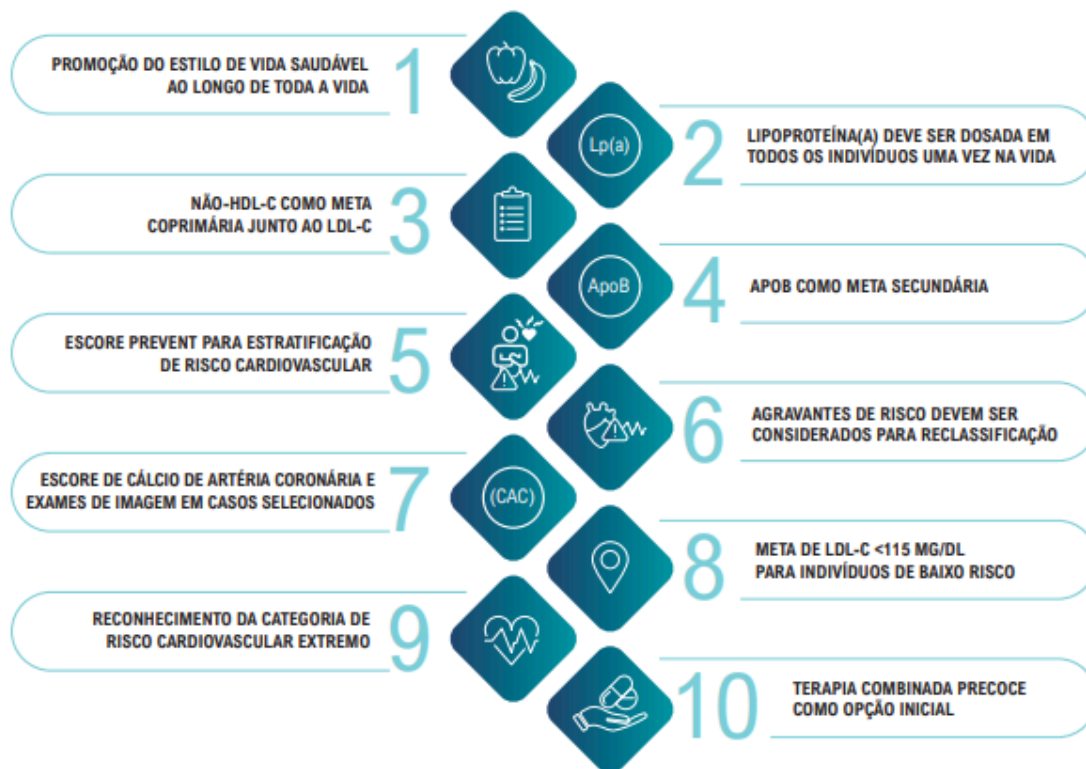 PROMOÇÃO DO ESTILO DE VIDA SAUDÁVEL
AO LONGO DE TODA A VIDA
1
Lp(a)
2
LIPOPROTEÍNA(A) DEVE SER DOSADA EM
TODOS OS INDIVÍDUOS UMA VEZ NA VIDA
NÃO-HDL-C COMO META
COPRIMÁRIA JUNTO AO LDL-C
3
ApoB
4
APOB COMO META SECUNDÁRIA
ESCORE PREVENT PARA ESTRATIFICAÇÃO
DE RISCO CARDIOVASCULAR
5
6
AGRAVANTES DE RISCO DEVEM SER
CONSIDERADOS PARA RECLASSIFICAÇÃO
ESCORE DE CÁLCIO DE ARTÉRIA CORONÁRIA E
EXAMES DE IMAGEM EM CASOS SELECIONADOS
7
(CAC)
8
META DE LDL-C <115 MG/DL
PARA INDIVÍDUOS DE BAIXO RISCO
RECONHECIMENTO DA CATEGORIA DE
RISCO CARDIOVASCULAR EXTREMO
9
10
TERAPIA COMBINADA PRECOCE
COMO OPÇÃO INICIAL